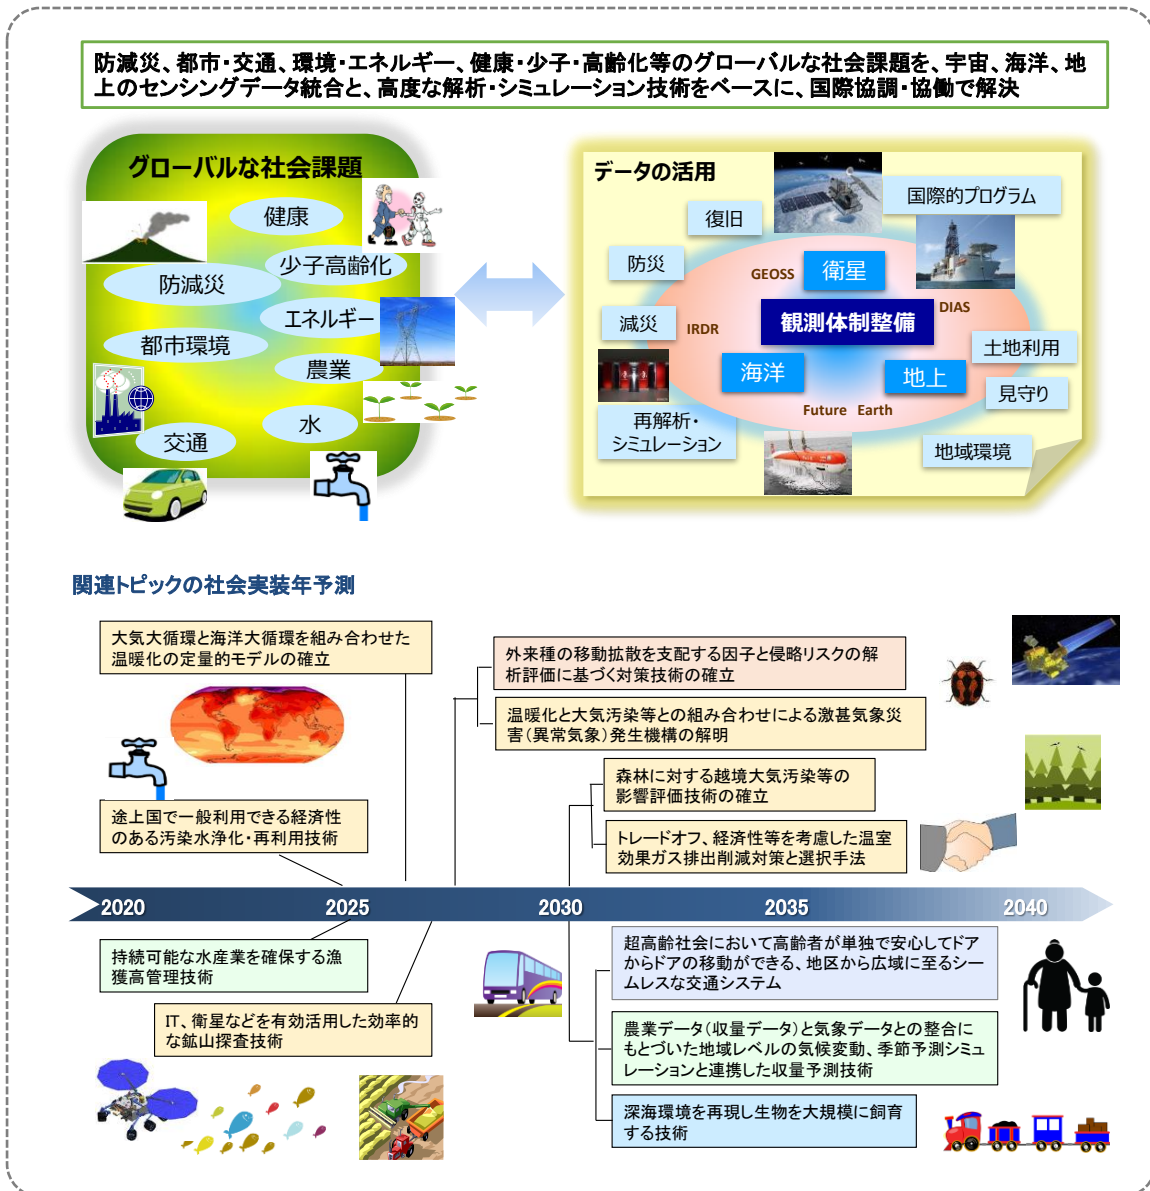 防減災、都市・交通、環境・エネルギー、健康・少子・高齢化等のグローバルな社会課題を、宇宙、海洋、地
上のセンシングデータ統合と、高度な解析・シミュレーション技術をベースに、国際協調・協働で解決
グローバルな社会課題
健康
少子高齢化
防減災
エネルギー
都市環境
農業
水
交通
データの活用
国際的プログラム
復旧
防災
GEOSS
衛星
減災
IRDR
観測体制整備
DIAS
土地利用
海洋
地上
見守り
Future Earth
再解析・
シミュレーション
地域環境
関連トピックの社会実装年予測
大気大循環と海洋大循環を組み合わせた
温暖化の定量的モデルの確立
外来種の移動拡散を支配する因子と侵略リスクの解
析評価に基づく対策技術の確立
温暖化と大気汚染等との組み合わせによる激甚気象災
害(異常気象)発生機構の解明
森林に対する越境大気汚染等の
影響評価技術の確立
途上国で一般利用できる経済性
のある汚染水浄化・再利用技術
トレードオフ、経済性等を考慮した温室
効果ガス排出削減対策と選択手法
2020 2025 2030 2035 2040
持続可能な水産業を確保する漁
獲高管理技術
IT、衛星などを有効活用した効率的
な鉱山探査技術
超高齢社会において高齢者が単独で安心してドア
からドアの移動ができる、地区から広域に至るシーム
レスな交通システム
農業データ(収量データ)と気象データとの整合に
もとづいた地域レベルの気候変動、季節予測シミュ
レーションと連携した収量予測技術
深海環境を再現し生物を大規模に飼育
する技術